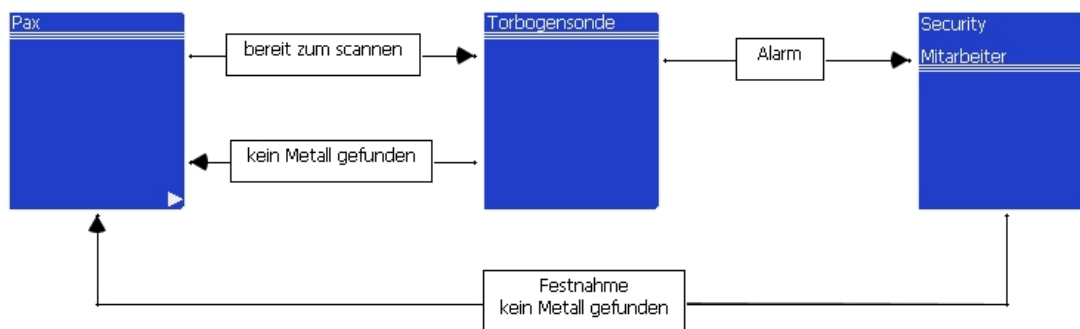 Pax
bereit zum scannen
Torbogensonde
Alarm
Security
Mitarbeiter
kein Metall gefunden
Festnahme
kein Metall gefunden